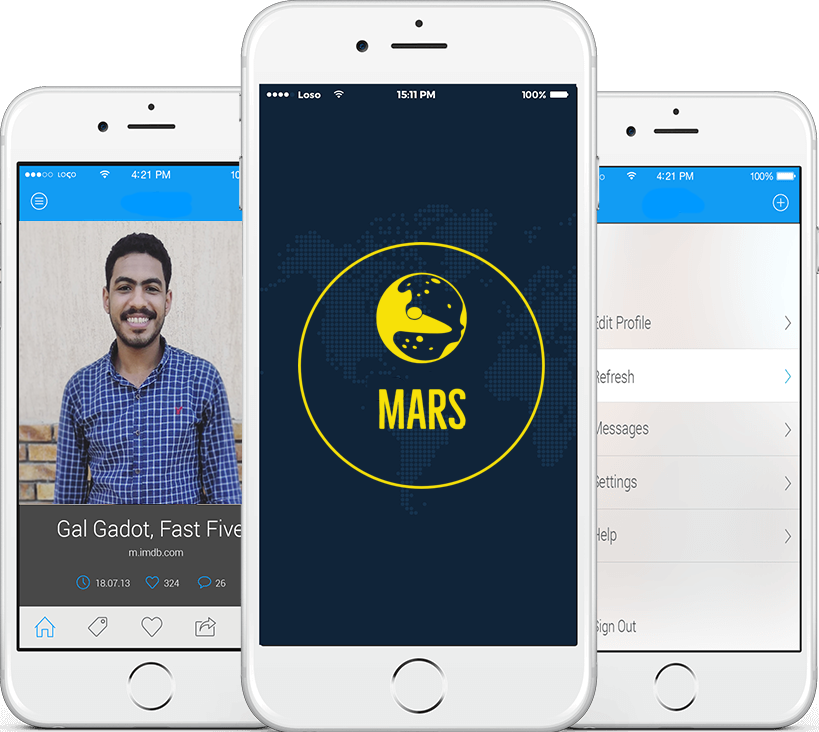 LOÇO 4:21 PM 10
Gal Gadot, Fast Five
m.imdb.com
18.07.13 324 26
Loso 15:11 PM 100%
MARS
4:21 PM 100%
Edit Profile
Refresh
Messages
Settings
Help
Sign Out